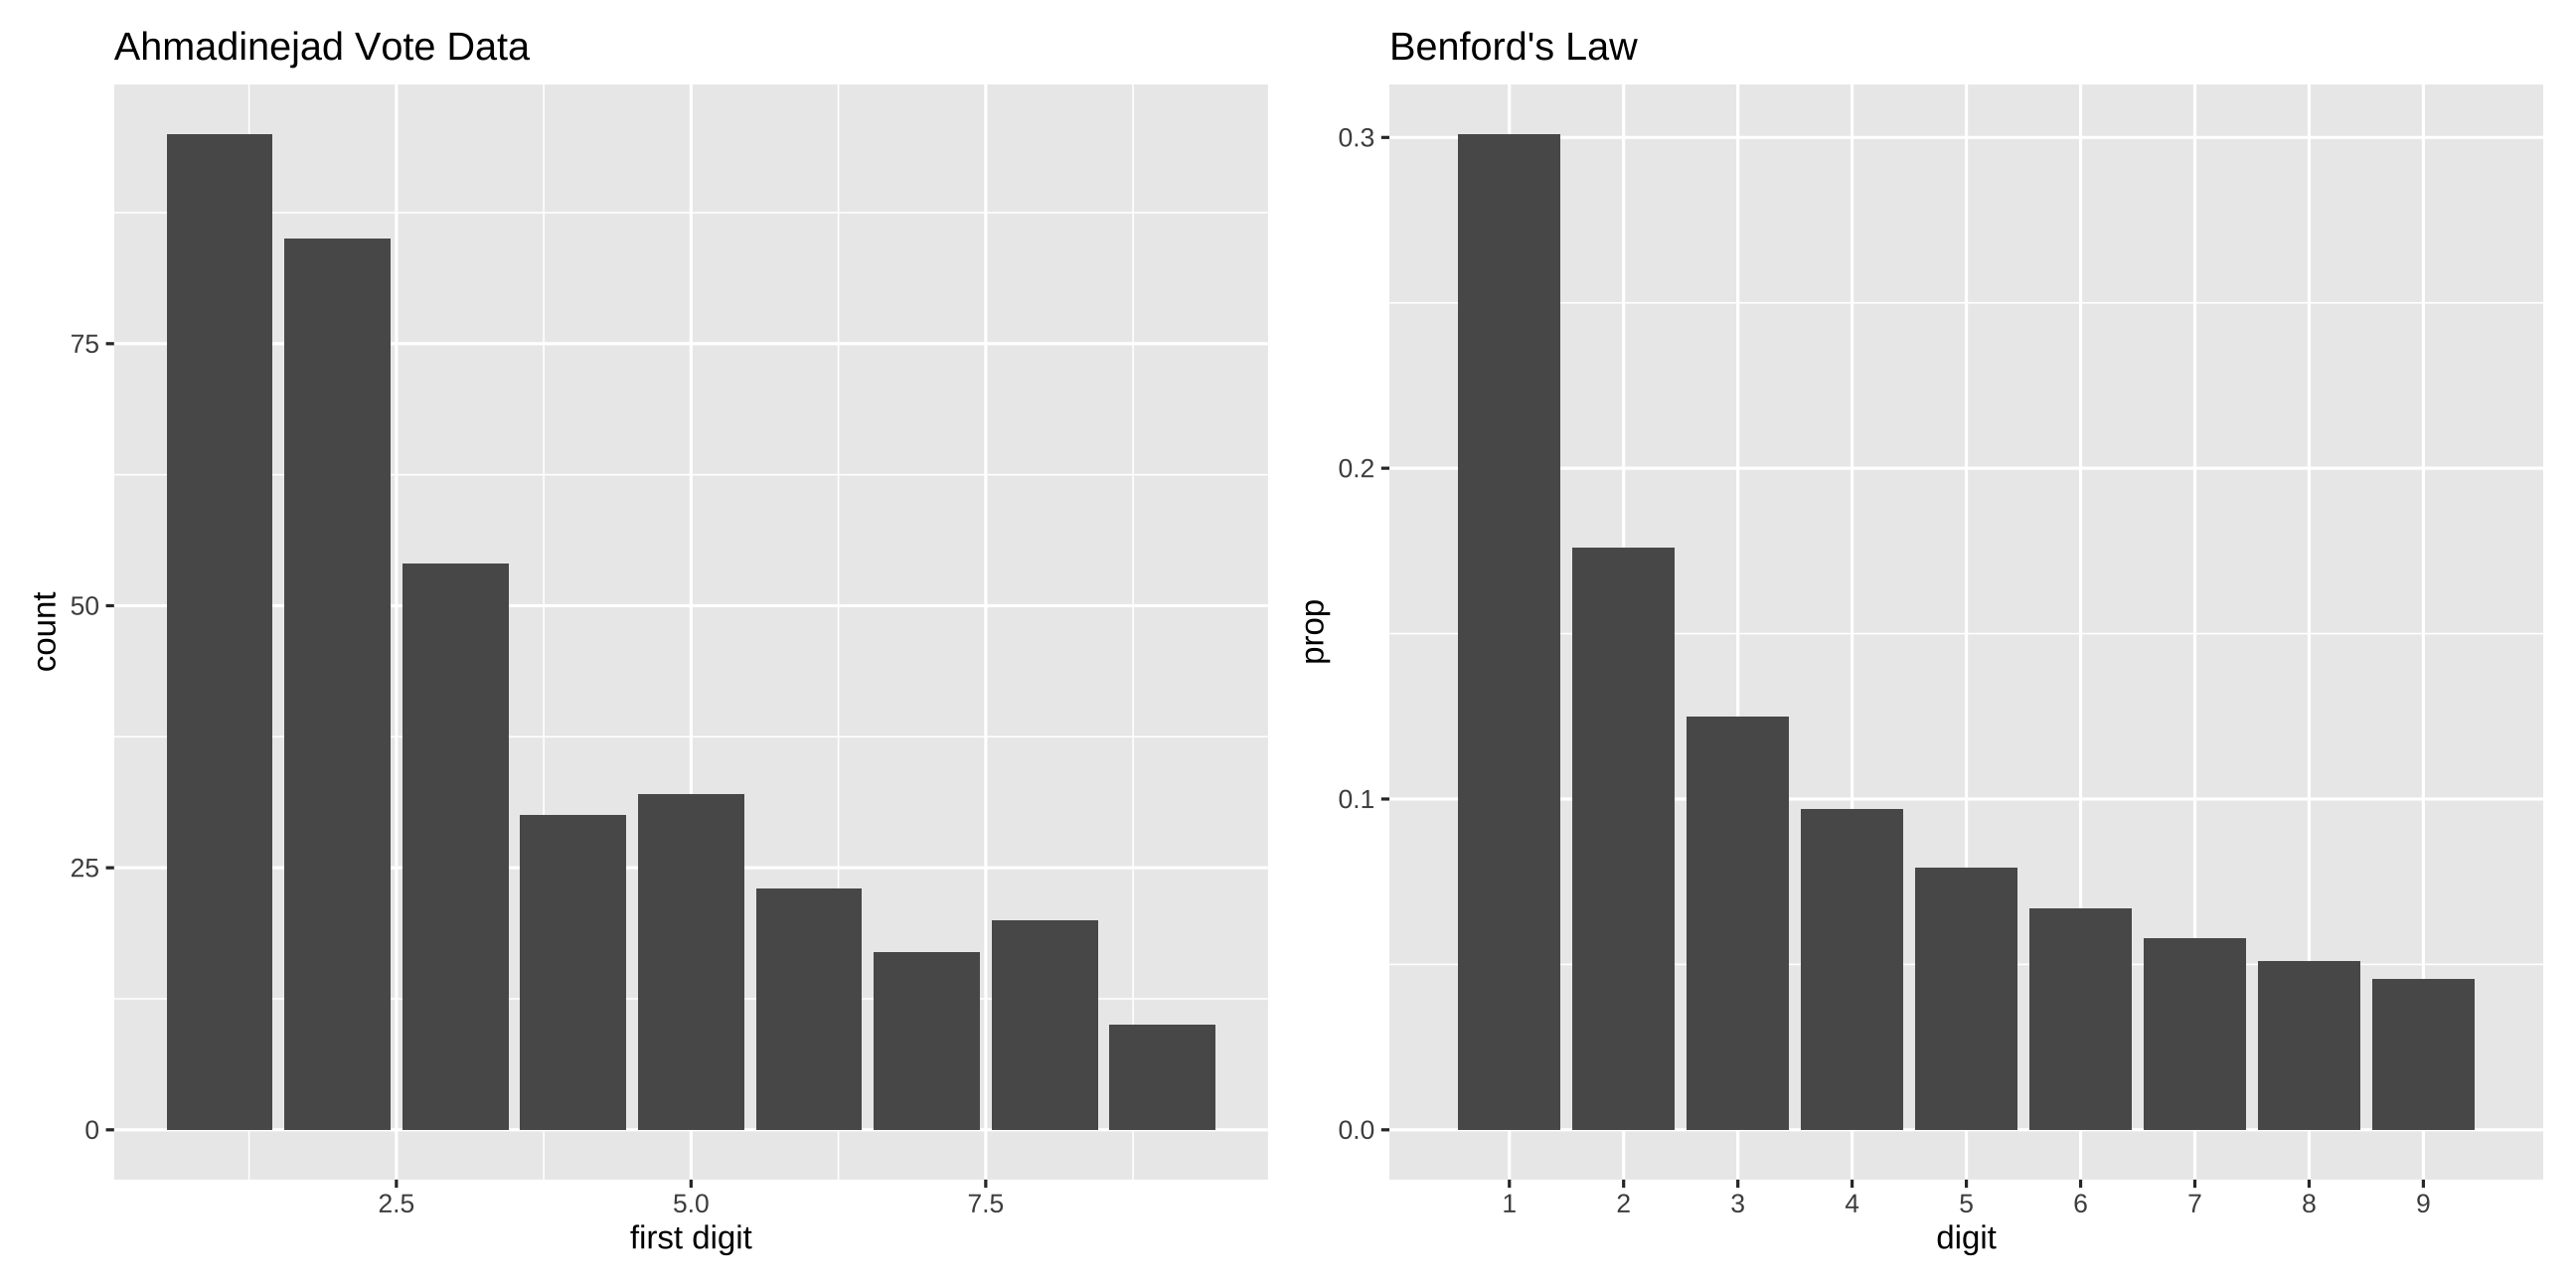 Ahmadinejad Vote Data
count
75
50
25
0
2.5 5.0 7.5
first digit
Benford's Law
prop
0.3
0.2
0.1
0.0
1 2 3 4 5 6 7 8 9
digit